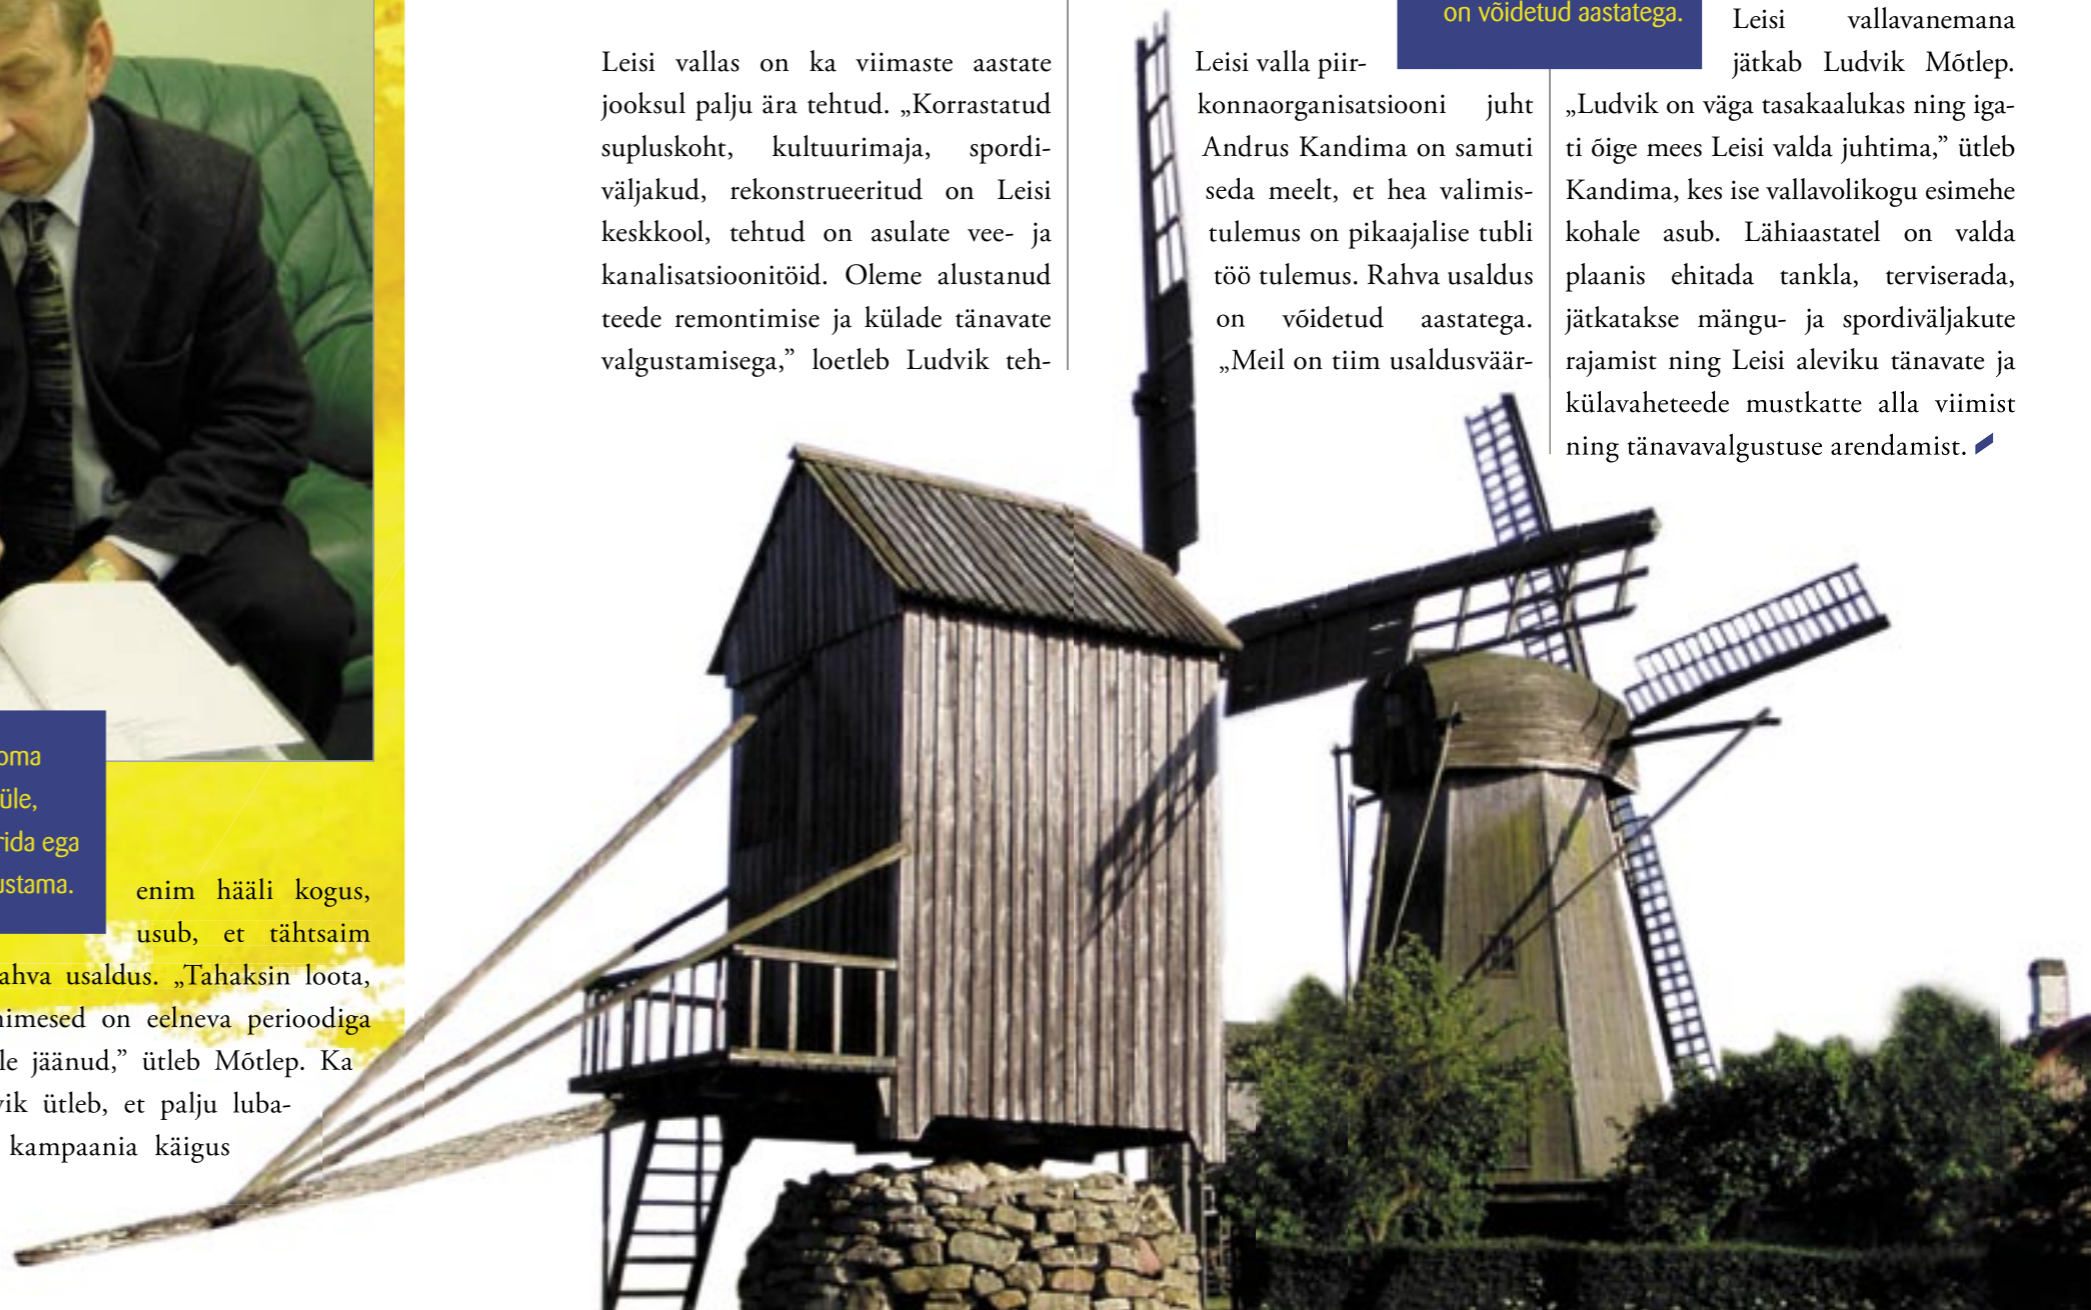 oma
üle,
ega
enim hääli kogus,
usub, et tähtsaim
usaldus. „Tahaksin loota,
on eelneva perioodiga
jäänud,” ütleb Mõtlep. Ka
ütleb, et palju luba-
kampaania käigus
Leisi vallas on ka viimaste aastate
jooksul palju ära tehtud. „Korrastatud
supluskoht, kultuurimaja, spordi-
väljakud, rekonstrueeritud on Leisi
keskkool, tehtud on asulate vee- ja
kanalisatsioonitöid. Oleme alustanud
teede remontimise ja külade tänavate
valgustamisega,” loetleb Ludvik teh-
on võidetud aastatega.
Leisi valla piir-
konnaorganisatsiooni juht
Andrus Kandima on samuti
seda meelt, et hea valimis-
tulemus on pikaajalise tubli
töö tulemus. Rahva usaldus
on võidetud aastatega.
„Meil on tiim usaldusväär-
Leisi vallavanemana
jätkab Ludvik Mõtlep.
„Ludvik on väga tasakaalukas ning iga-
ti õige mees Leisi valda juhtima,” ütleb
Kandima, kes ise vallavolikogu esimehe
kohale asub. Lähiaastatel on valda
plaanis ehitada tankla, terviserada,
jätkatakse mängu- ja spordiväljakute
rajamist ning Leisi aleviku tänavate ja
külavaheteede mustkatte alla viimist
ning tänavavalgustuse arendamist.